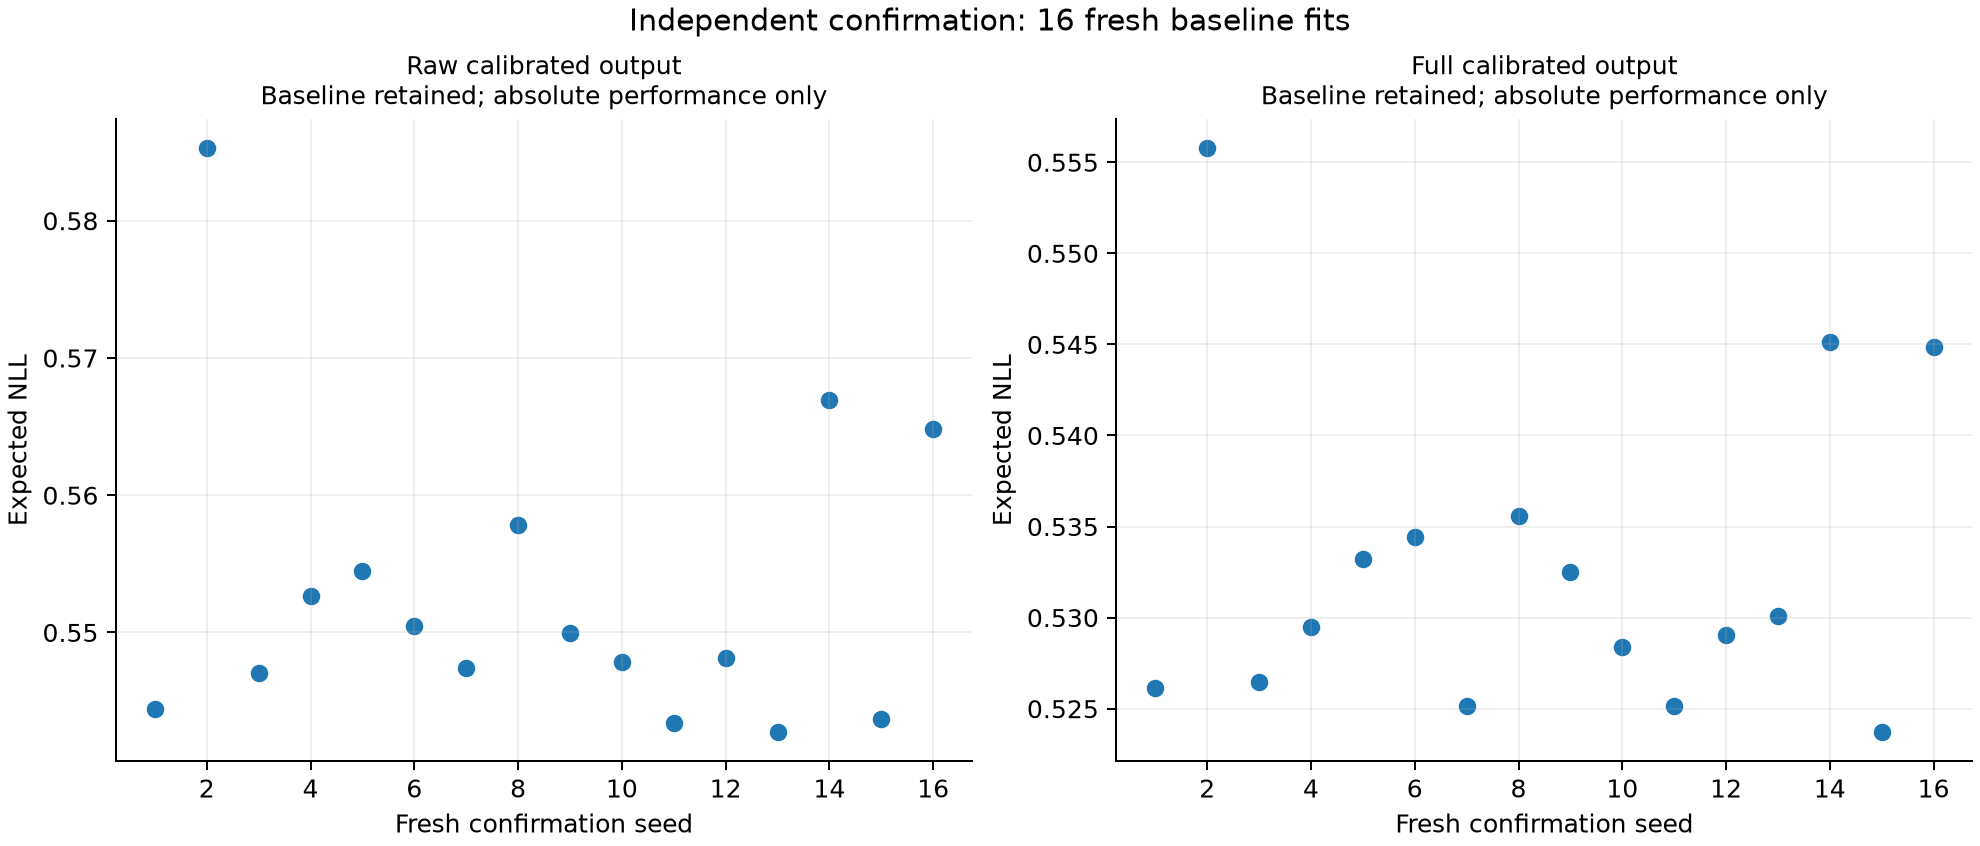 Independent confirmation: 16 fresh baseline fits
Raw calibrated output
Baseline retained; absolute performance only
Expected NLL
0.58
0.57
0.56
0.55
2 4 6 8 10 12 14 16
Fresh confirmation seed
Full calibrated output
Baseline retained; absolute performance only
Expected NLL
0.555
0.550
0.545
0.540
0.535
0.530
0.525
2 4 6 8 10 12 14 16
Fresh confirmation seed